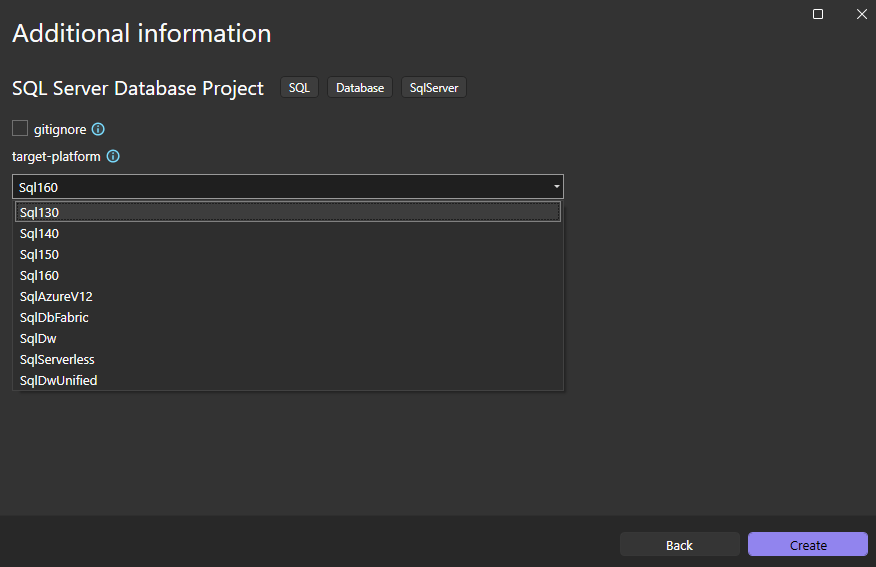 Additional information
SQL Server Database Project SQL Database SqlServer
gitignore
target-platform
Sql160
Sql130
Sql140
Sql150
Sql160
SqlAzureV12
SqlDbFabric
SqlDw
SqlServerless
SqlDwUnified
Back Create